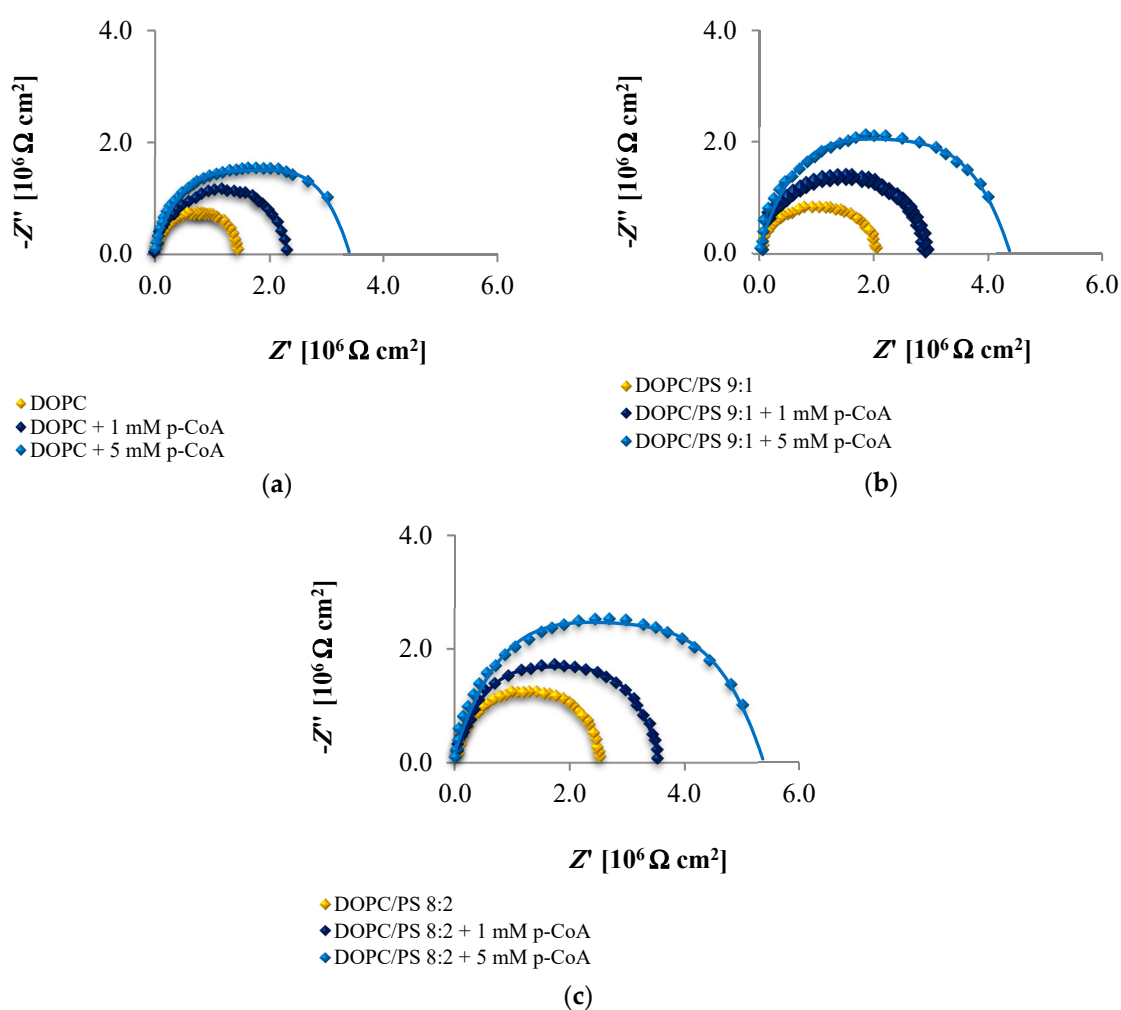 4.0
2.0
0.0
0.0 2.0 4.0 6.0
-Z'' [10⁶ Ω cm²]
Z' [10⁶ Ω cm²]
DOPC
DOPC + 1 mM p-CoA
DOPC + 5 mM p-CoA
(a)
4.0
2.0
0.0
0.0 2.0 4.0 6.0
-Z'' [10⁶ Ω cm²]
Z' [10⁶ Ω cm²]
DOPC/PS 9:1
DOPC/PS 9:1 + 1 mM p-CoA
DOPC/PS 9:1 + 5 mM p-CoA
(b)
4.0
2.0
0.0
0.0 2.0 4.0 6.0
-Z'' [10⁶ Ω cm²]
Z' [10⁶ Ω cm²]
DOPC/PS 8:2
DOPC/PS 8:2 + 1 mM p-CoA
DOPC/PS 8:2 + 5 mM p-CoA
(c)